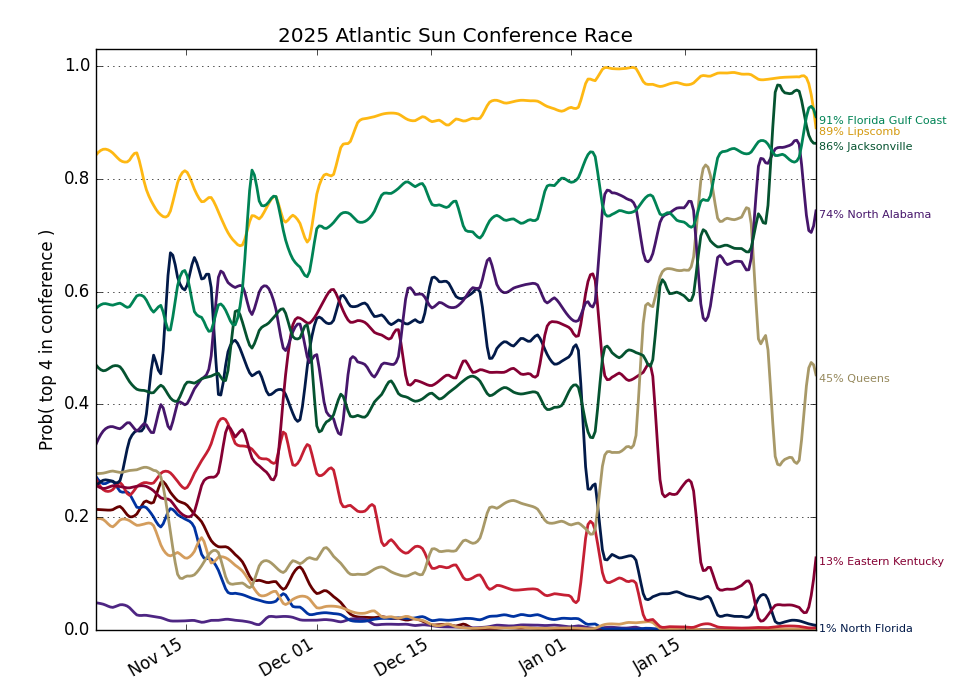 2025 Atlantic Sun Conference Race
Prob( top 4 in conference )
1.0
0.8
0.6
0.4
0.2
0.0
Nov 15
Dec 01
Dec 15
Jan 01
Jan 15
91% Florida Gulf Coast
89% Lipscomb
86% Jacksonville
74% North Alabama
45% Queens
13% Eastern Kentucky
1% North Florida